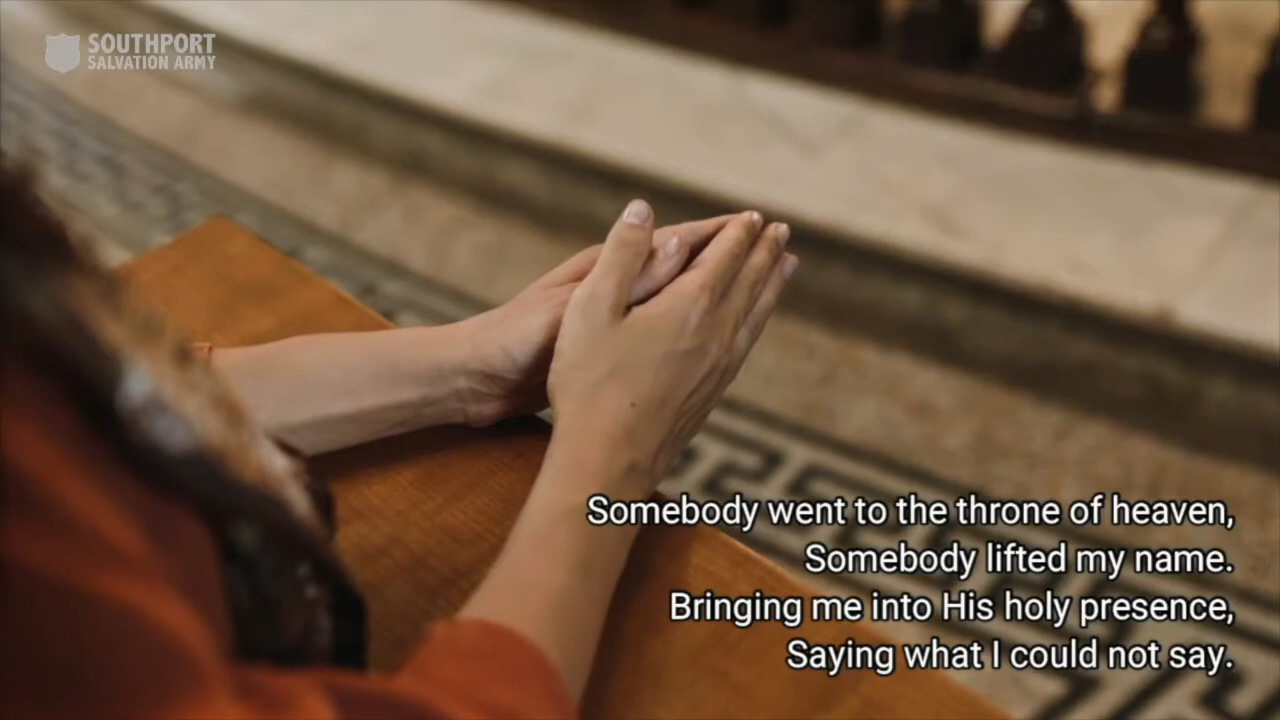 SOUTHPORT
SALVATION ARMY
Somebody went to the throne of heaven,
Somebody lifted my name.
Bringing me into His holy presence,
Saying what I could not say.